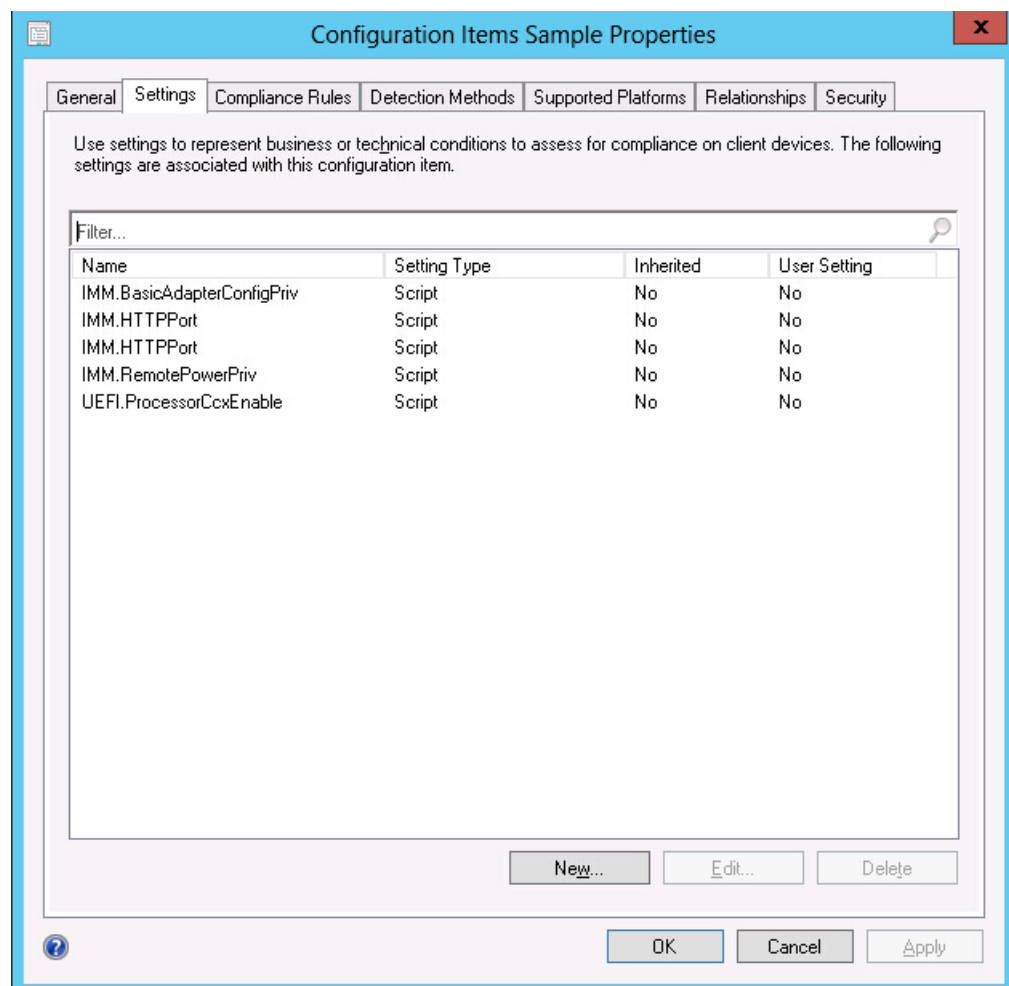 Configuration Items Sample Properties
x
General Settings Compliance Rules Detection Methods Supported Platforms Relationships Security
Use settings to represent business or technical conditions to assess for compliance on client devices. The following
settings are associated with this configuration item.
Filter...
Name Setting Type Inherited User Setting
IMM.BasicAdapterConfigPriv Script No No
IMM.HTTPPort Script No No
IMM.HTTPPort Script No No
IMM.RemotePowerPriv Script No No
UEFI.ProcessorCcxEnable Script No No
New... Edit... Delete
? OK Cancel Apply